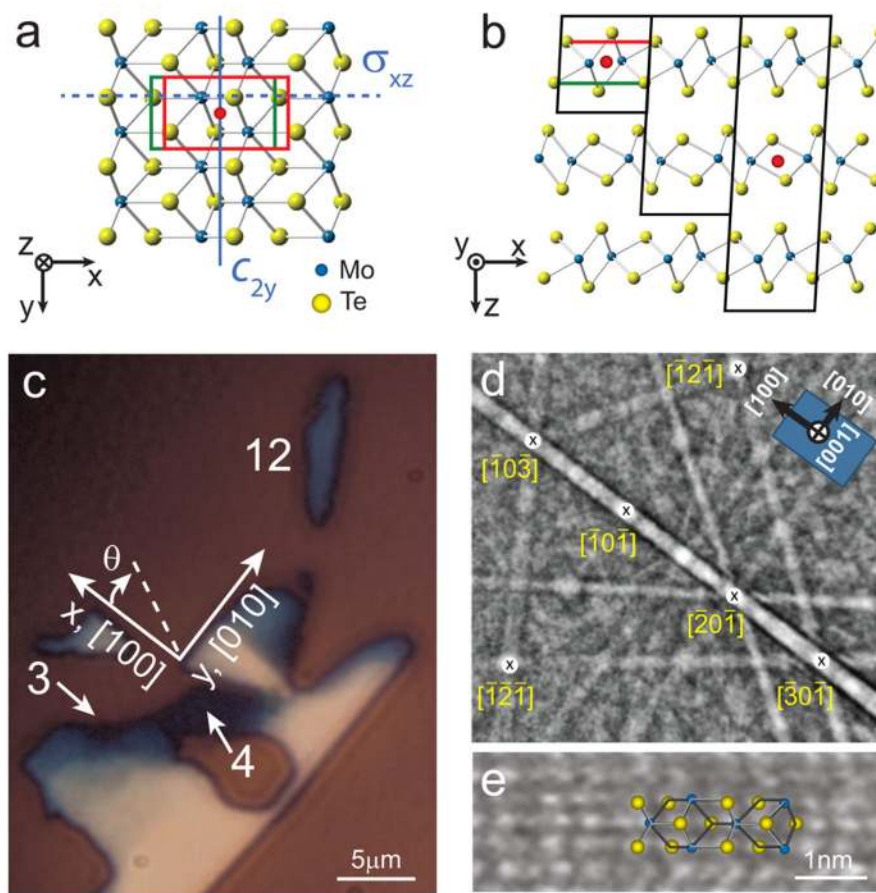 a
σxz
z
x
y
c2y
Mo
Te
b
y
x
z
c
12
θ
x, [100]
y, [010]
3
4
5μm
d
[1̄21̄]
[100]
[010]
[001]
[1̄03̄]
[1̄01̄]
[2̄01̄]
[1̄2̄1̄]
[3̄01̄]
x
x
x
x
x
x
e
1nm